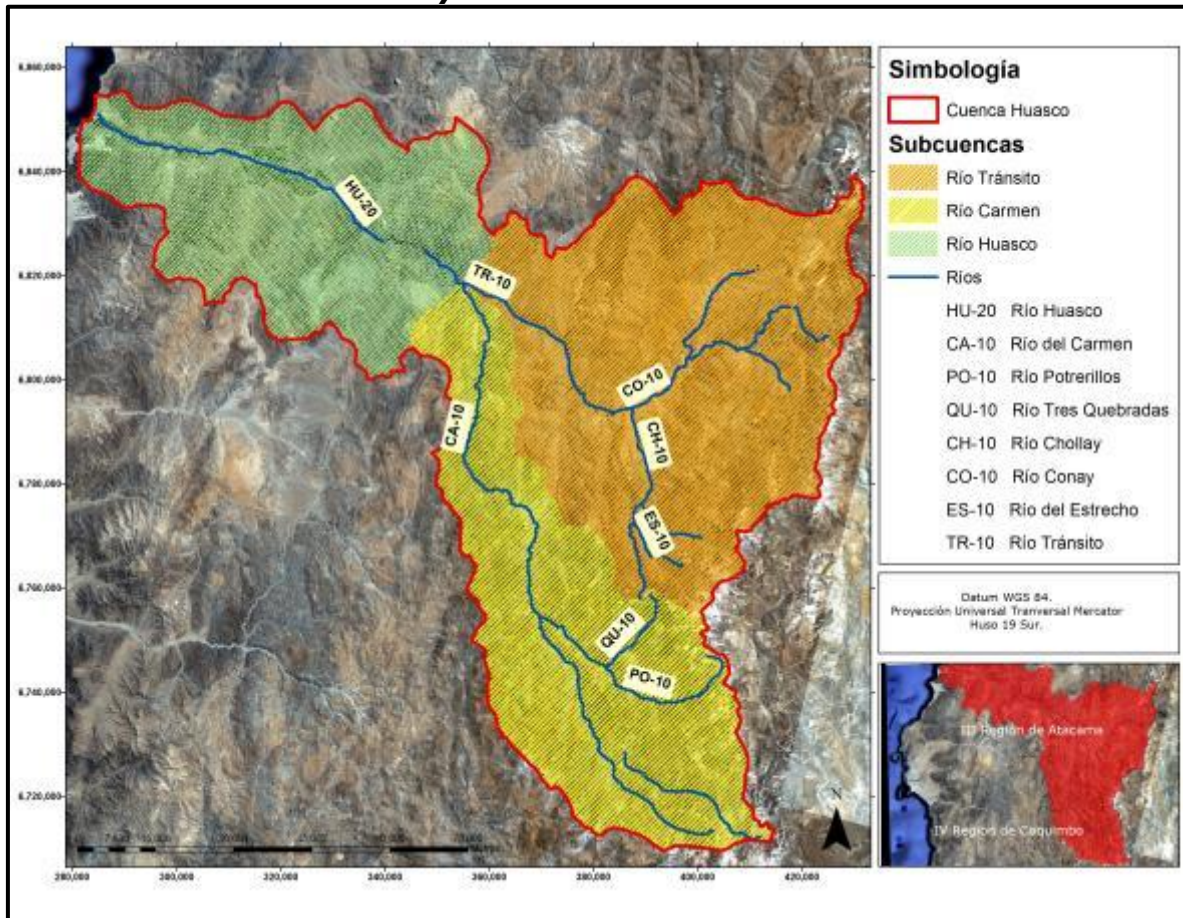 6,860,000
6,840,000
6,820,000
6,800,000
6,780,000
6,760,000
6,740,000
6,720,000
280,000 300,000 320,000 340,000 360,000 380,000 400,000 420,000
HU-20
TR-10
CO-10
CA-10
CH-10
ES-10
QU-10
PO-10
N
Simbología
Cuenca Huasco
Subcuencas
Río Tránsito
Río Carmen
Río Huasco
Ríos
HU-20 Río Huasco
CA-10 Río del Carmen
PO-10 Río Potrerillos
QU-10 Río Tres Quebradas
CH-10 Río Chollay
CO-10 Río Conay
ES-10 Río del Estrecho
TR-10 Río Tránsito
Datum WGS 84.
Proyección Universal Tranversal Mercator
Huso 19 Sur.
III Región de Atacama
IV Región de Coquimbo